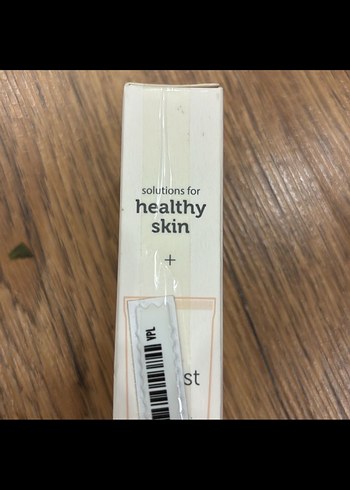 solutions for
healthy
skin
+
VPL
st